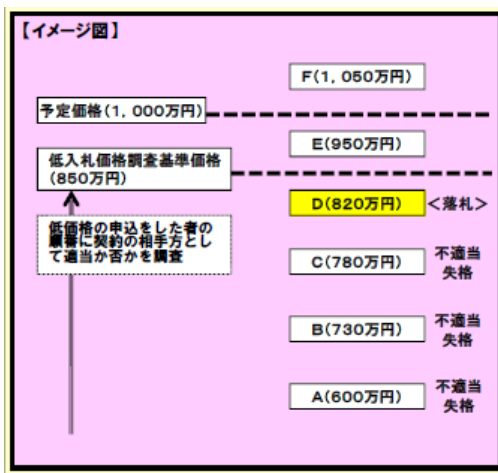 【イメージ図】
F(1,050万円)
予定価格(1,000万円)
E(950万円)
低入札価格調査基準価格
(850万円)
D(820万円)
<落札>
低価格の申込をした者の
順番に契約の相手方とし
て適当か否かを調査
C(780万円)
不適当
失格
B(730万円)
不適当
失格
A(600万円)
不適当
失格